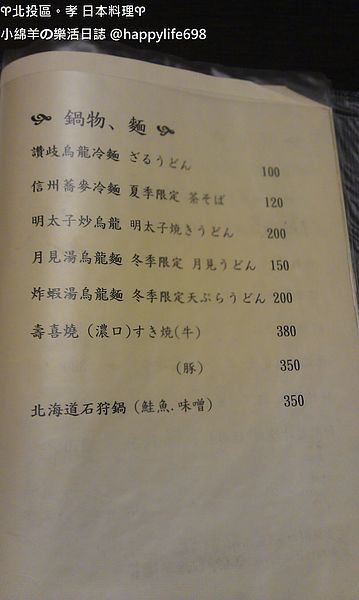 ♈北投區。孝 日本料理♈
小綿羊の樂活日誌 @happylife698
鍋物、麵
讚歧烏龍冷麵 ざるうどん 100
信州蕎麥冷麵 夏季限定 茶そば 120
明太子炒烏龍 明太子焼きうどん 200
月見湯烏龍麵 冬季限定 月見うどん 150
炸蝦湯烏龍麵 冬季限定天ぷらうどん 200
壽喜燒 (濃口)すき焼(牛) 380
(豚) 350
北海道石狩鍋 (鮭魚.味噌) 350